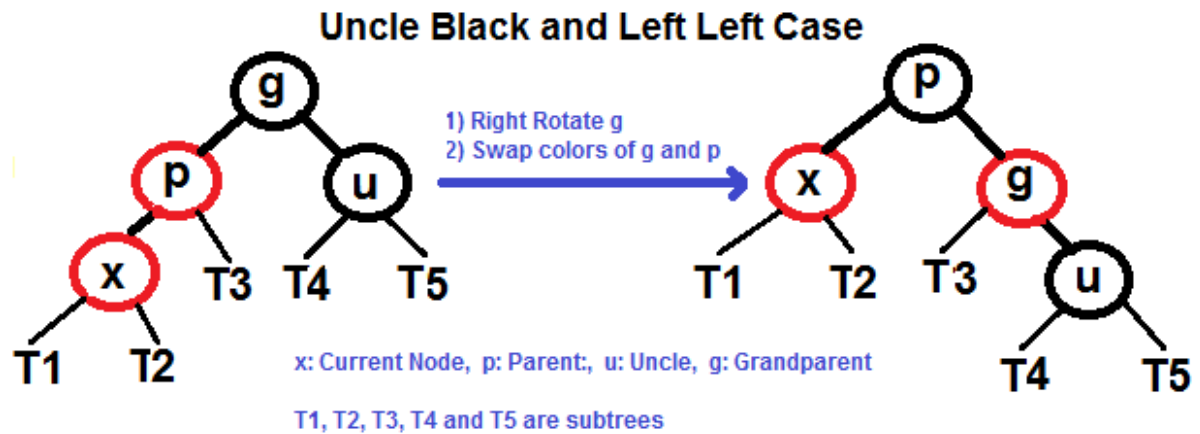 Uncle Black and Left Left Case
g
p
u
x
T3
T4
T5
T1
T2
1) Right Rotate g
2) Swap colors of g and p
p
x
g
T1
T2
T3
u
T4
T5
x: Current Node, p: Parent:, u: Uncle, g: Grandparent
T1, T2, T3, T4 and T5 are subtrees